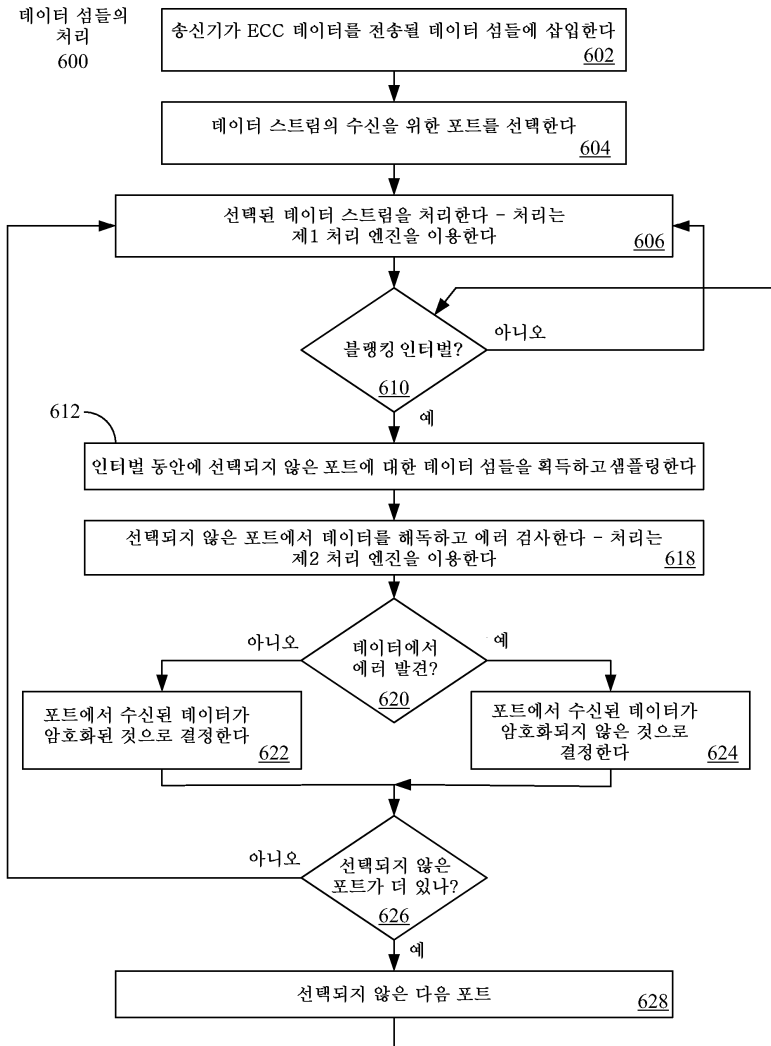 데이터 섬들의
처리
600
송신기가 ECC 데이터를 전송될 데이터 섬들에 삽입한다
602
데이터 스트림의 수신을 위한 포트를 선택한다
604
선택된 데이터 스트림을 처리한다 - 처리는
제1 처리 엔진을 이용한다
606
블랭킹 인터벌?
610
아니오
예
612
인터벌 동안에 선택되지 않은 포트에 대한 데이터 섬들을 획득하고 샘플링한다
선택되지 않은 포트에서 데이터를 해독하고 에러 검사한다 - 처리는
제2 처리 엔진을 이용한다
618
아니오
데이터에서
에러 발견?
620
예
포트에서 수신된 데이터가
암호화된 것으로 결정한다
622
포트에서 수신된 데이터가
암호화되지 않은 것으로
결정한다
624
아니오
선택되지 않은
포트가 더 있나?
626
예
선택되지 않은 다음 포트
628